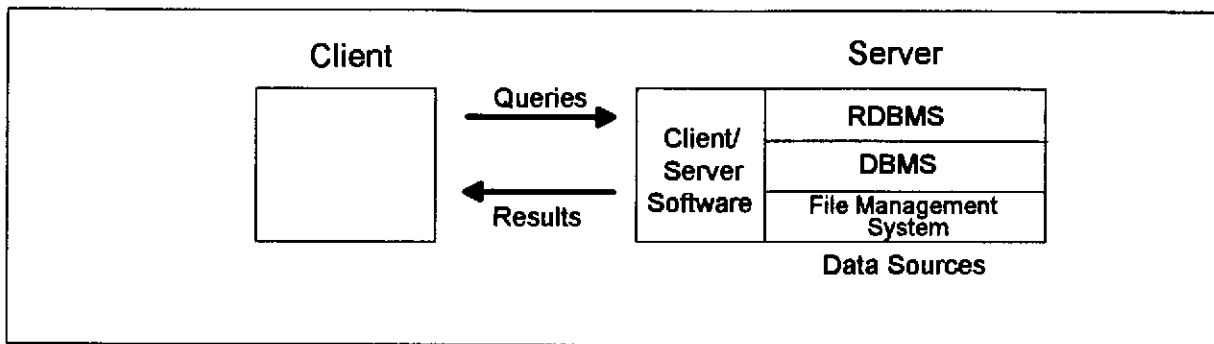 Client
Server
Queries
Results
Client/
Server
Software
RDBMS
DBMS
File Management
System
Data Sources